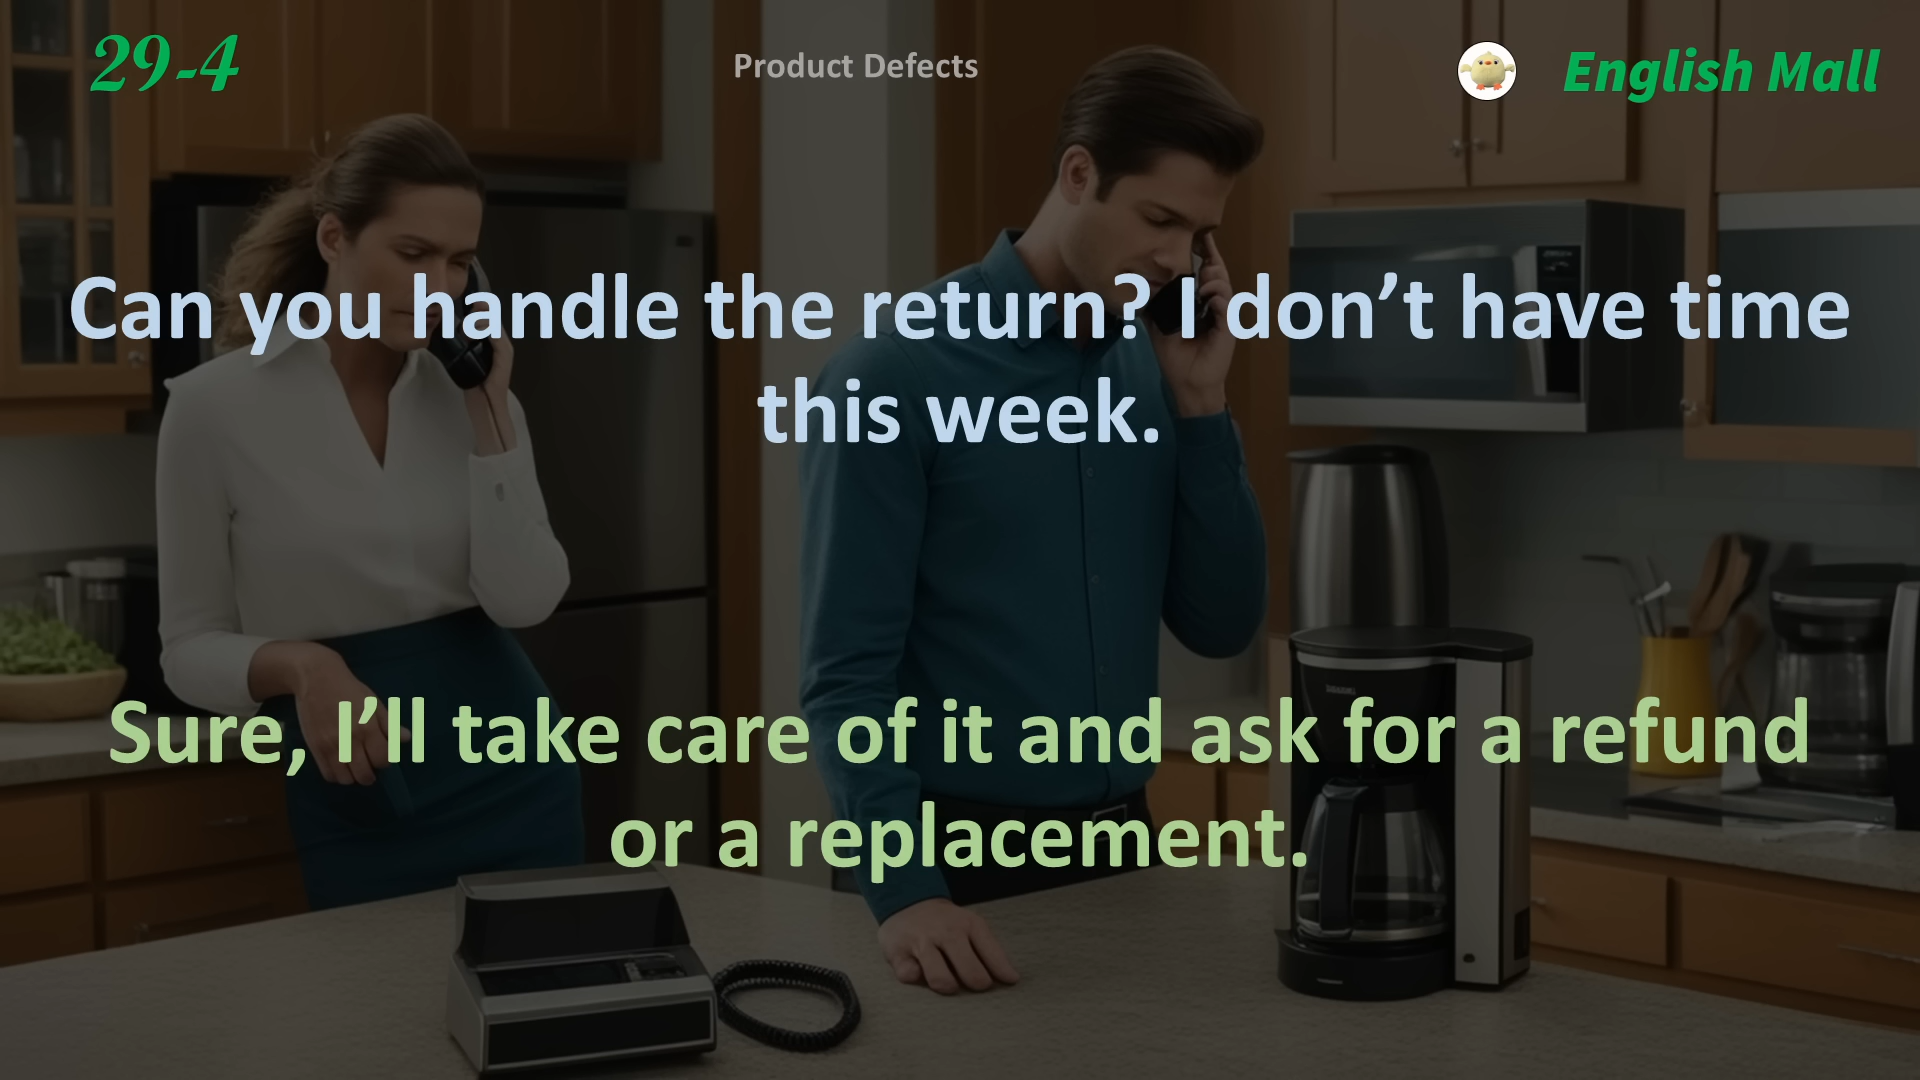 29-4
Product Defects
English Mall
Can you handle the return? I don’t have time
this week.
Sure, I’ll take care of it and ask for a refund
or a replacement.